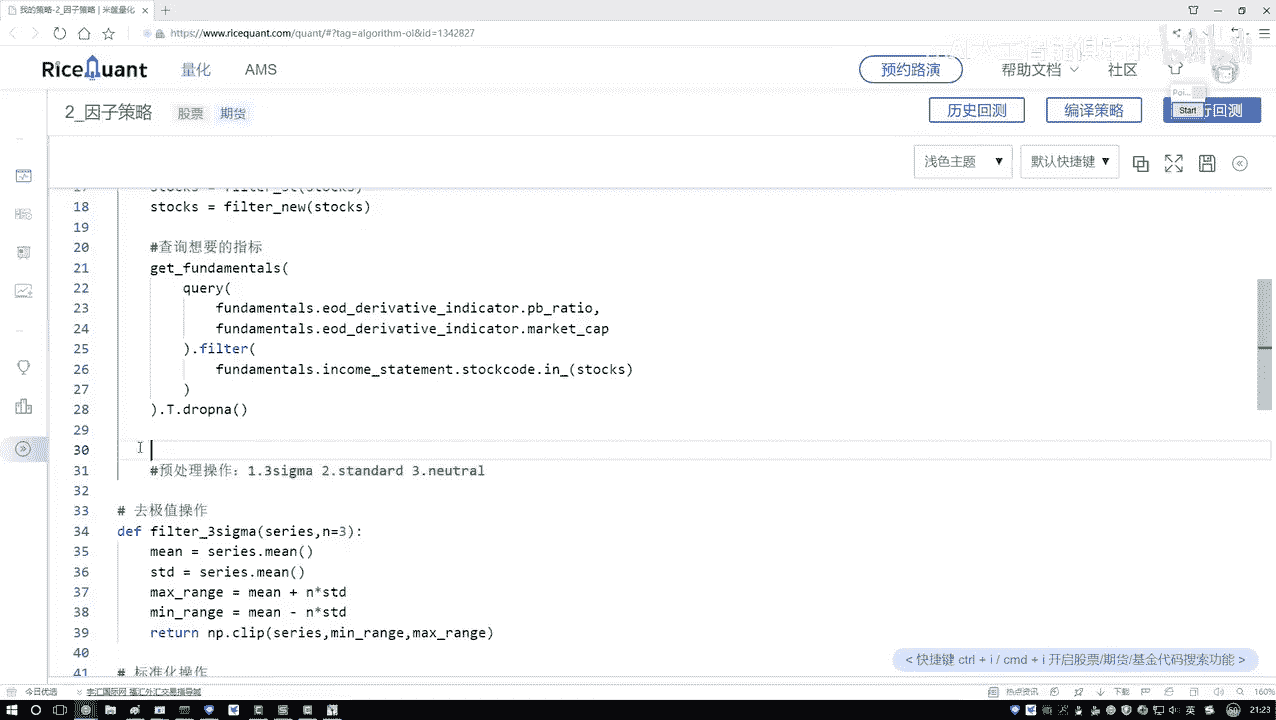 我的策略-2_因子策略 | 米筐量化
https://www.ricequant.com/quant/#?tag=algorithm-ol&id=1342827
RiceQuant 量化 AMS 预约路演 帮助文档 社区
Poi...
Start
2_因子策略 股票 期货 历史回测 编译策略 行回测
浅色主题 默认快捷键
17 stocks = filter_st(stocks)
18 stocks = filter_new(stocks)
19
20 #查询想要的指标
21 get_fundamentals(
22 query(
23 fundamentals.eod_derivative_indicator.pb_ratio,
24 fundamentals.eod_derivative_indicator.market_cap
25 ).filter(
26 fundamentals.income_statement.stockcode.in_(stocks)
27 )
28 ).T.dropna()
29
30
31 #预处理操作：1.3sigma 2.standard 3.neutral
32
33 # 去极值操作
34 def filter_3sigma(series,n=3):
35 mean = series.mean()
36 std = series.mean()
37 max_range = mean + n*std
38 min_range = mean - n*std
39 return np.clip(series,min_range,max_range)
40
41 # 标准化操作
< 快捷键 ctrl + i / cmd + i 开启股票/期货/基金代码搜索功能 >
今日优选 热点资讯 下载 160%
英 21:23